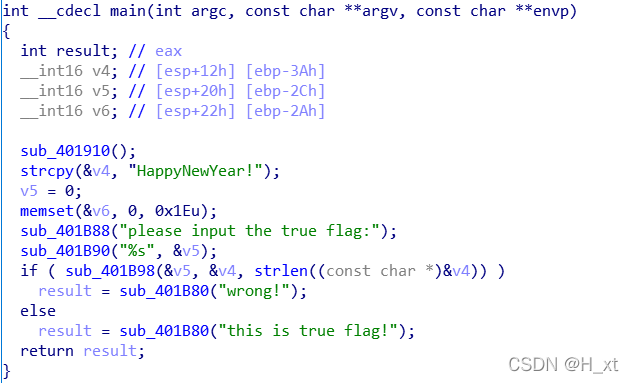 int __cdecl main(int argc, const char **argv, const char **envp)
{
  int result; // eax
  __int16 v4; // [esp+12h] [ebp-3Ah]
  __int16 v5; // [esp+20h] [ebp-2Ch]
  __int16 v6; // [esp+22h] [ebp-2Ah]

  sub_401910();
  strcpy(&v4, "HappyNewYear!");
  v5 = 0;
  memset(&v6, 0, 0x1Eu);
  sub_401B88("please input the true flag:");
  sub_401B90("%s", &v5);
  if ( sub_401B98(&v5, &v4, strlen((const char *)&v4)) )
    result = sub_401B80("wrong!");
  else
    result = sub_401B80("this is true flag!");
  return result;
}
CSDN @H_xt